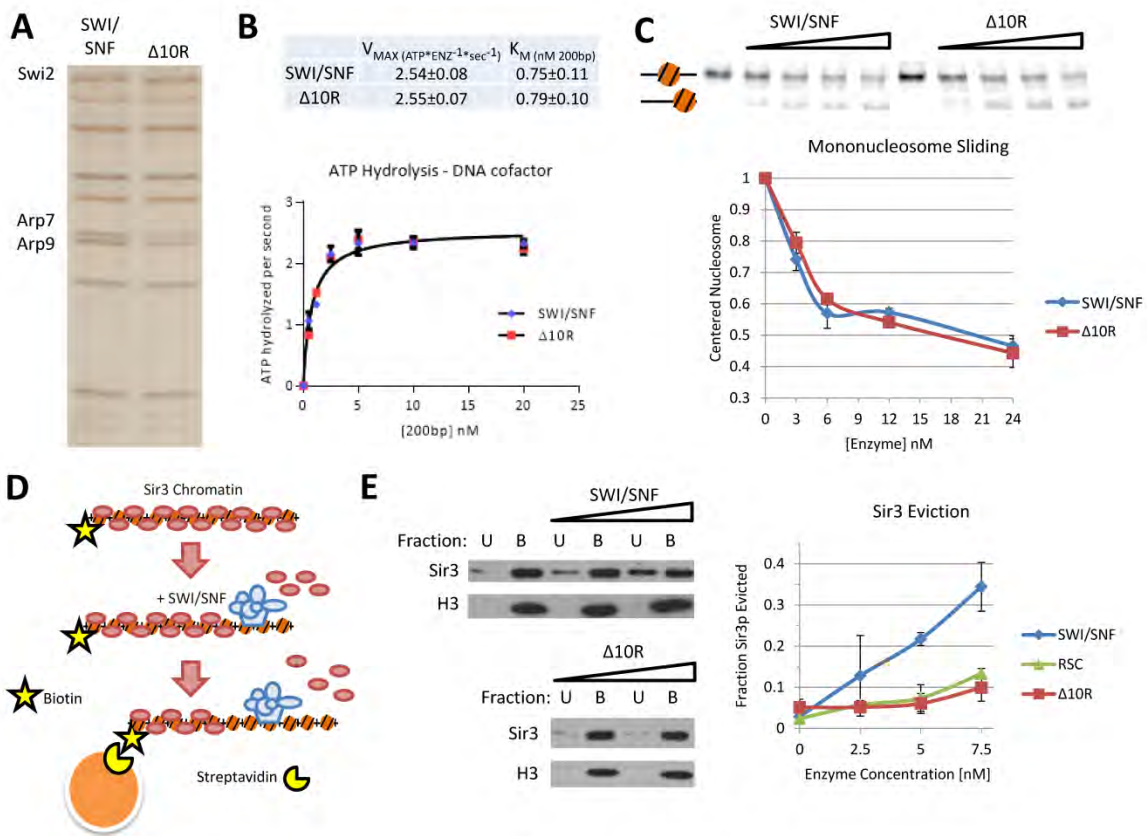 A
SWI/
SNF
Δ10R
Swi2
Arp7
Arp9
B
V_MAX (ATP*ENZ⁻¹*sec⁻¹) K_M (nM 200bp)
SWI/SNF 2.54±0.08 0.75±0.11
Δ10R 2.55±0.07 0.79±0.10
ATP Hydrolysis - DNA cofactor
ATP hydrolyzed per second
3
2
1
0
SWI/SNF
Δ10R
0 5 10 15 20 25
[200bp] nM
C
SWI/SNF Δ10R
Mononucleosome Sliding
Centered Nucleosome
1
0.9
0.8
0.7
0.6
0.5
0.4
0.3
SWI/SNF
Δ10R
0 3 6 9 12 15 18 21 24
[Enzyme] nM
D
Sir3 Chromatin
+ SWI/SNF
Biotin
Streptavidin
E
SWI/SNF
Fraction: U B U B U B
Sir3
H3
Δ10R
Fraction: U B U B
Sir3
H3
Sir3 Eviction
Fraction Sir3p Evicted
0.4
0.3
0.2
0.1
0
SWI/SNF
RSC
Δ10R
0 2.5 5 7.5
Enzyme Concentration [nM]